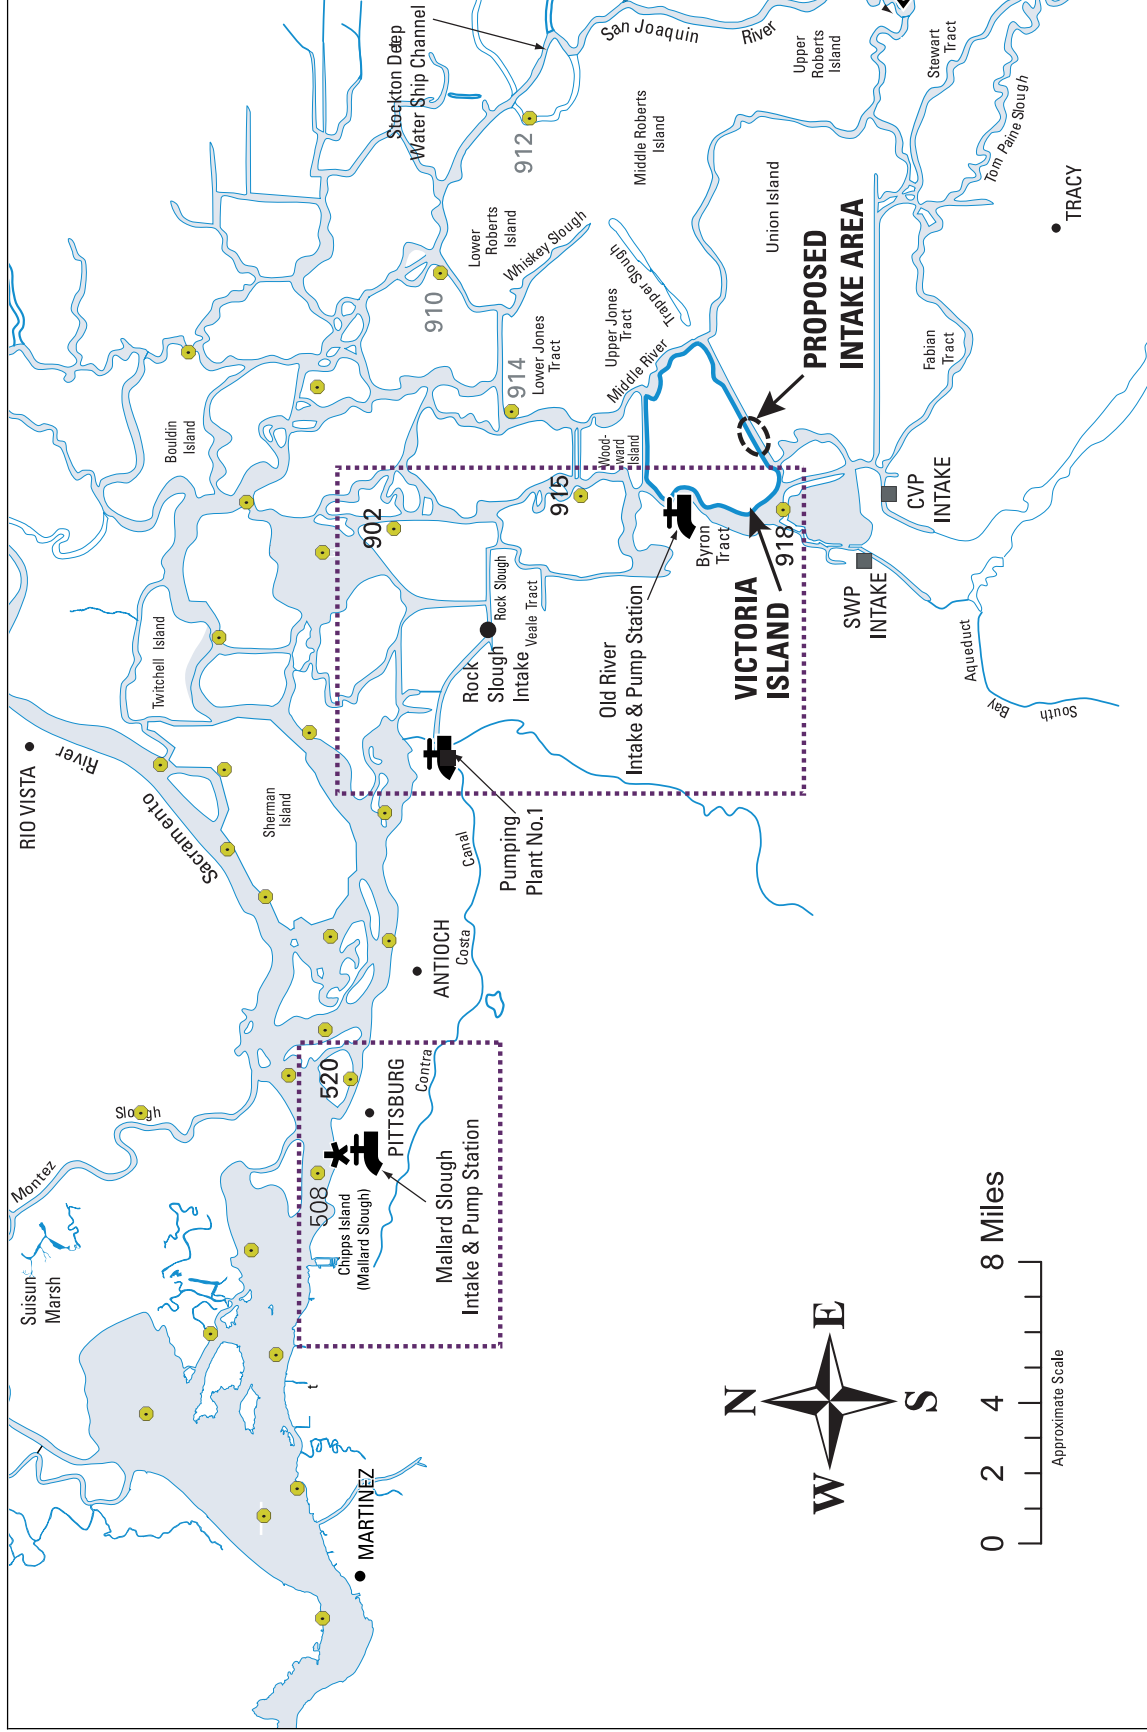 Suisun
Marsh
Montez
Slough
RIO VISTA
Sacramento
River
Twitchell Island
Sherman
Island
Bouldin
Island
Stockton Deep
Water Ship Channel
San Joaquin
River
Upper
Roberts
Island
Stewart
Tract
Tom Paine Slough
TRACY
912
Middle Roberts
Island
Lower
Roberts
Island
Whiskey Slough
910
Trapper Slough
Union Island
PROPOSED
INTAKE AREA
Upper Jones
Tract
Lower Jones
Tract
914
Middle River
Fabian
Tract
Wood-
ward
Island
915
902
CVP
INTAKE
SWP
INTAKE
918
Byron
Tract
VICTORIA
ISLAND
Old River
Intake & Pump Station
Rock Slough
Veale Tract
Rock
Slough
Intake
Aqueduct
Bay
South
Pumping
Plant No.1
Canal
Costa
Contra
ANTIOCH
520
PITTSBURG
508
Chipps Island
(Mallard Slough)
Mallard Slough
Intake & Pump Station
t
MARTINEZ
N
W
E
S
0
2
4
8 Miles
Approximate Scale